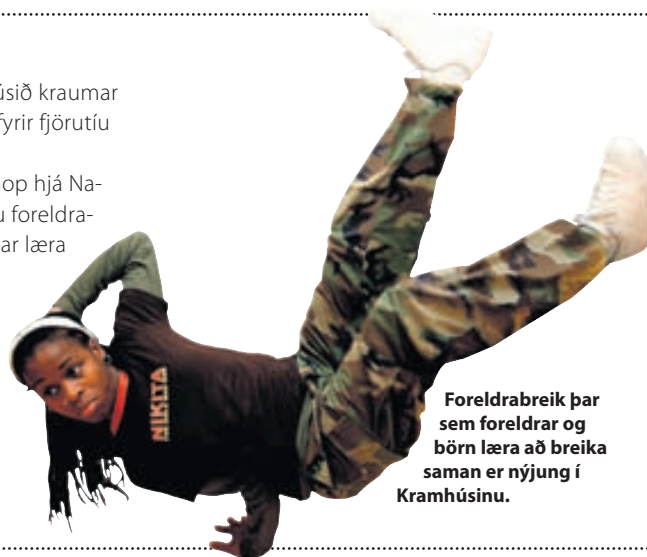 úsið kraumar
fyrir fjörutíu
op hjá Na-
u foreldra-
ar læra
NIKITA
Foreldrabreik þar
sem foreldrar og
börn læra að breika
saman er nýjung í
Kramhúsinu.